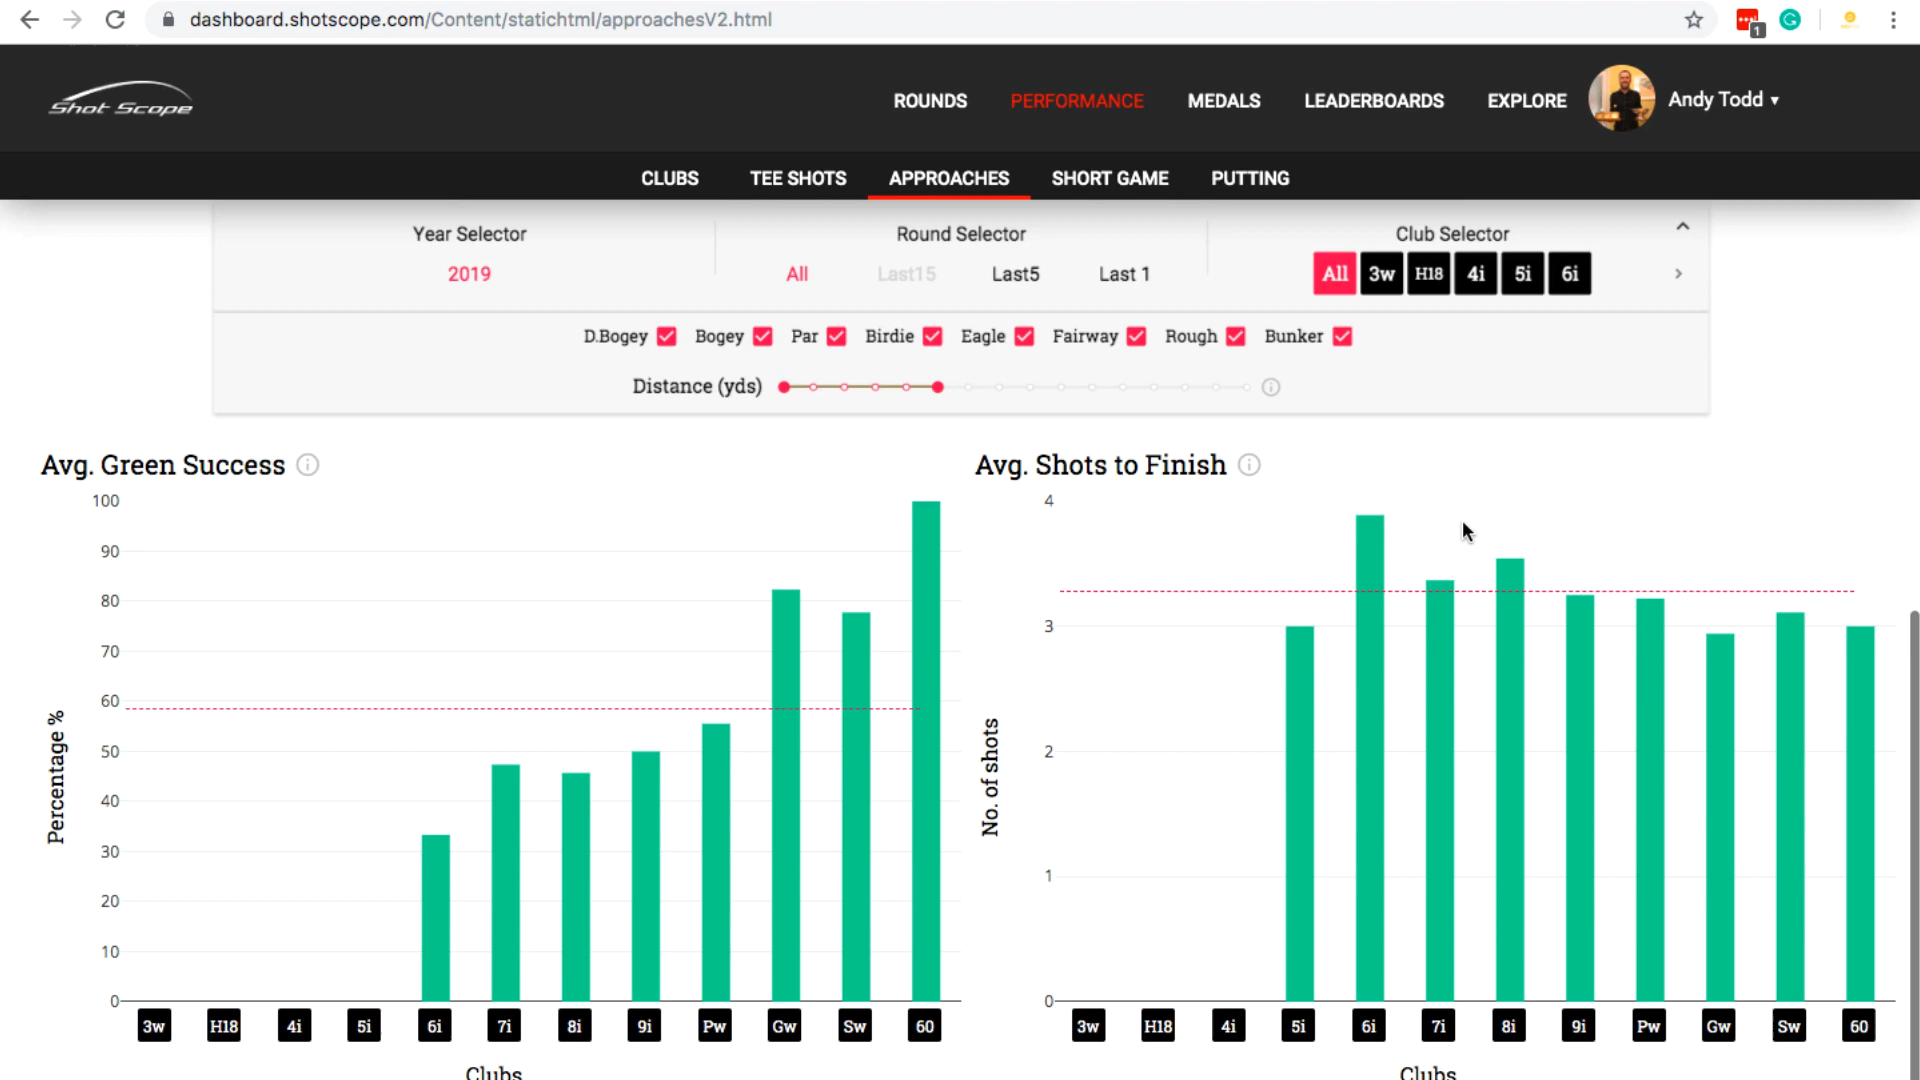 dashboard.shotscope.com/Content/statichtml/approachesV2.html
1
Shot Scope
ROUNDS PERFORMANCE MEDALS LEADERBOARDS EXPLORE Andy Todd ▾
CLUBS TEE SHOTS APPROACHES SHORT GAME PUTTING
Year Selector Round Selector Club Selector
2019 All Last15 Last5 Last 1 All 3w H18 4i 5i 6i
D.Bogey Bogey Par Birdie Eagle Fairway Rough Bunker
Distance (yds)
Avg. Green Success
100
90
80
70
60
50
40
30
20
10
0
Percentage %
3w H18 4i 5i 6i 7i 8i 9i Pw Gw Sw 60
Clubs
Avg. Shots to Finish
4
3
2
1
0
No. of shots
3w H18 4i 5i 6i 7i 8i 9i Pw Gw Sw 60
Clubs